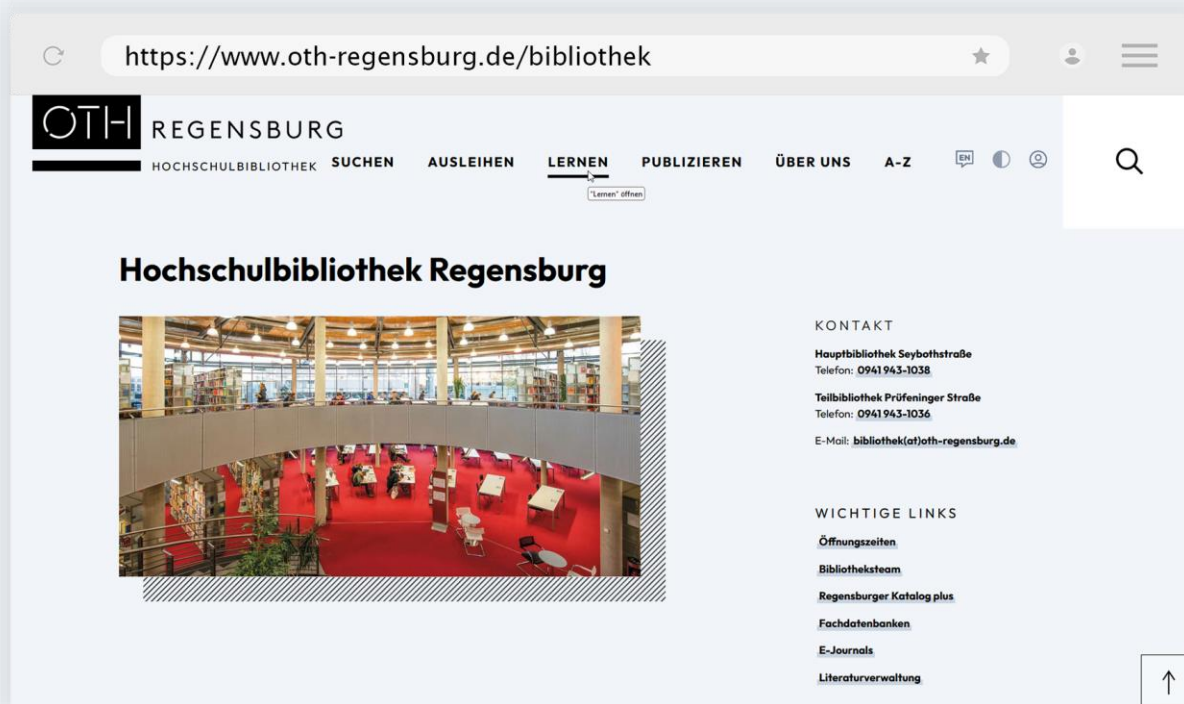 https://www.oth-regensburg.de/bibliothek
OTH REGENSBURG
HOCHSCHULBIBLIOTHEK
SUCHEN AUSLEIHEN LERNEN PUBLIZIEREN ÜBER UNS A-Z EN
"Lernen" öffnen
Hochschulbibliothek Regensburg
KONTAKT
Hauptbibliothek Seybothstraße
Telefon: 0941 943-1038
Teilbibliothek Prüfeninger Straße
Telefon: 0941 943-1036
E-Mail: bibliothek(at)oth-regensburg.de
WICHTIGE LINKS
Öffnungszeiten
Bibliotheksteam
Regensburger Katalog plus
Fachdatenbanken
E-Journals
Literaturverwaltung